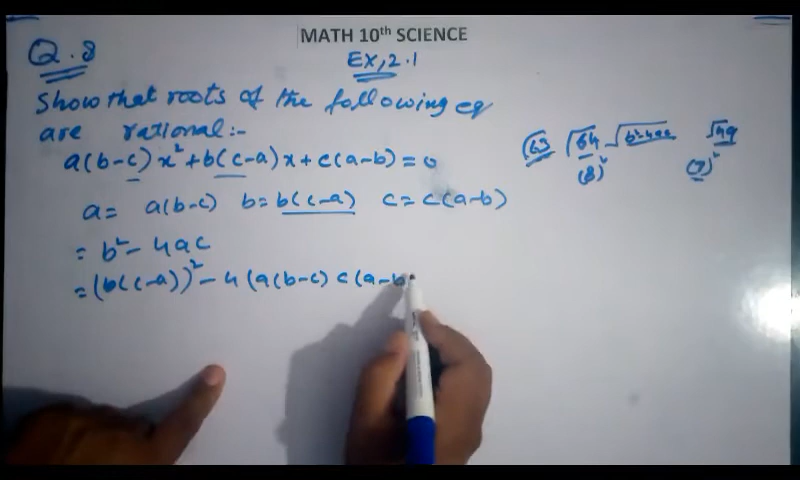 MATH 10th SCIENCE
Q.8
Ex, 2.1
Show that roots of the following eq
are rational:-
a(b-c)x²+b(c-a)x+c(a-b)=0
a= a(b-c) b= b(c-a) c= c(a-b)
= b²- 4ac
=(b(c-a))² - 4(a(b-c) c(a-b
√63 √64 √b²-4ac √49
(8)² (7)²